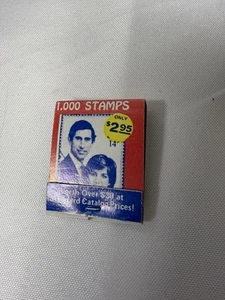 1,000 STAMPS
ONLY
$2.95
14
Over $30 at
Catalog Prices!